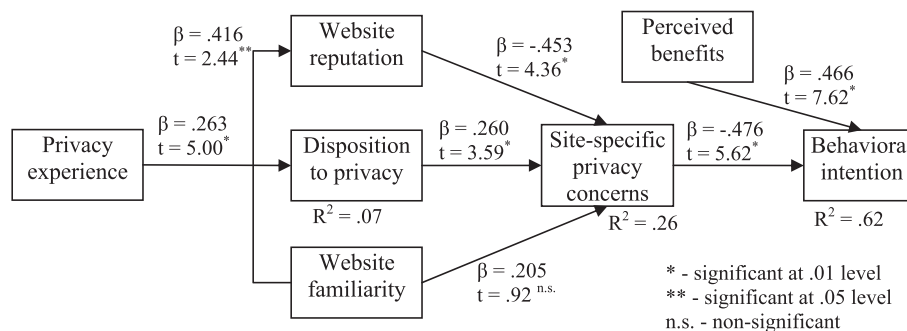 β = .416
t = 2.44**
Website
reputation
β = -.453
t = 4.36*
Perceived
benefits
β = .466
t = 7.62*
Privacy
experience
β = .263
t = 5.00*
Disposition
to privacy
R² = .07
β = .260
t = 3.59*
Site-specific
privacy
concerns
R² = .26
β = -.476
t = 5.62*
Behavioral
intention
R² = .62
Website
familiarity
β = .205
t = .92 n.s.
* - significant at .01 level
** - significant at .05 level
n.s. - non-significant